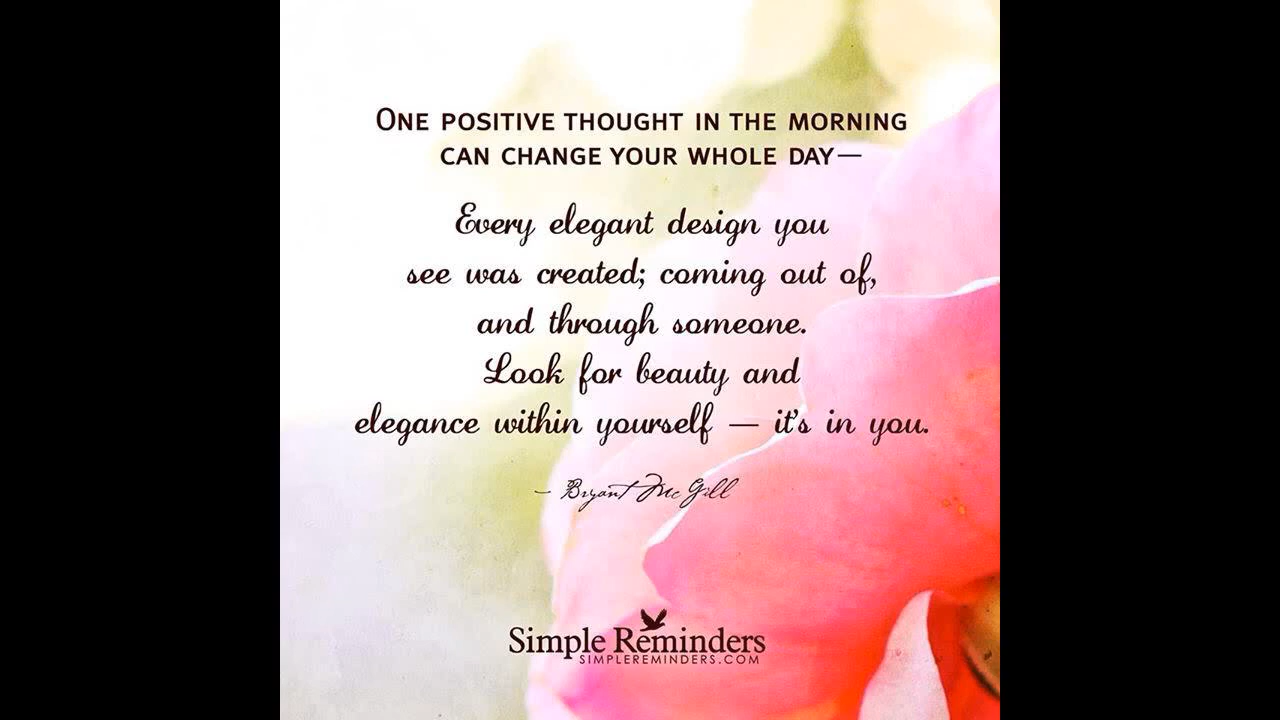 One positive thought in the morning
can change your whole day—
Every elegant design you
see was created; coming out of,
and through someone.
Look for beauty and
elegance within yourself — it's in you.
– Bryant McGill
Simple Reminders
SIMPLEREMINDERS.COM